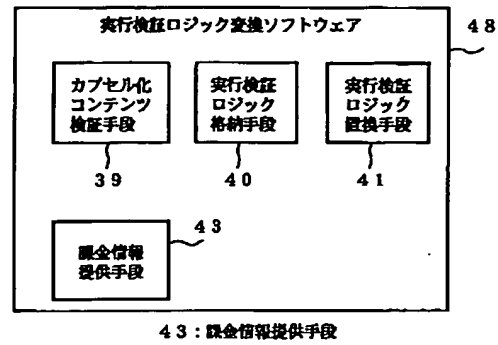 実行検証ロジック変換ソフトウェア
48
カプセル化
コンテンツ
検証手段
実行検証
ロジック
格納手段
実行検証
ロジック
置換手段
39
40
41
43
課金情報
提供手段
43:課金情報提供手段